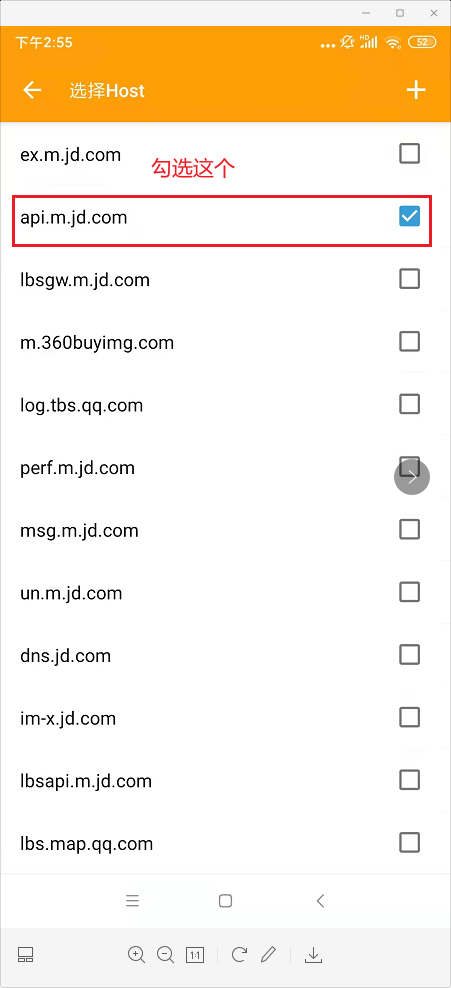 下午2:55
HD
52
选择Host
ex.m.jd.com
勾选这个
api.m.jd.com
lbsgw.m.jd.com
m.360buyimg.com
log.tbs.qq.com
perf.m.jd.com
msg.m.jd.com
un.m.jd.com
dns.jd.com
im-x.jd.com
lbsapi.m.jd.com
lbs.map.qq.com
1:1